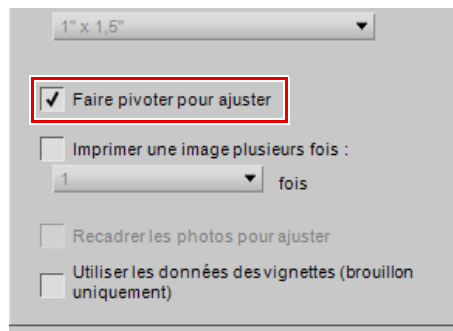 1" x 1,5"
Faire pivoter pour ajuster
Imprimer une image plusieurs fois :
1 fois
Recadrer les photos pour ajuster
Utiliser les données des vignettes (brouillon
uniquement)